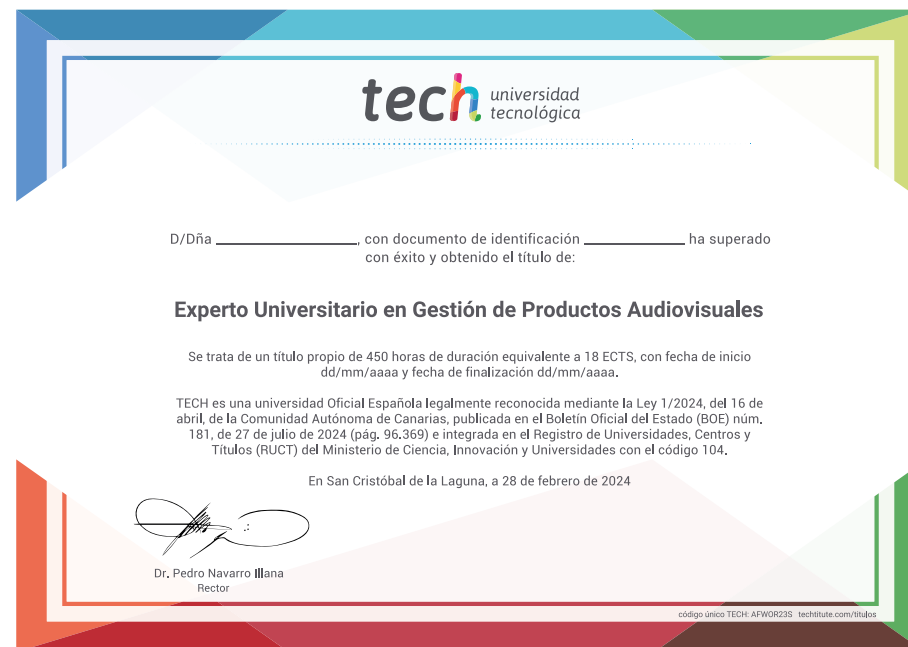 tech universidad
tecnológica
D/Dña ______________, con documento de identificación __________ ha superado
con éxito y obtenido el título de:
Experto Universitario en Gestión de Productos Audiovisuales
Se trata de un título propio de 450 horas de duración equivalente a 18 ECTS, con fecha de inicio
dd/mm/aaaa y fecha de finalización dd/mm/aaaa.
TECH es una universidad Oficial Española legalmente reconocida mediante la Ley 1/2024, del 16 de
abril, de la Comunidad Autónoma de Canarias, publicada en el Boletín Oficial del Estado (BOE) núm.
181, de 27 de julio de 2024 (pág. 96.369) e integrada en el Registro de Universidades, Centros y
Títulos (RUCT) del Ministerio de Ciencia, Innovación y Universidades con el código 104.
En San Cristóbal de la Laguna, a 28 de febrero de 2024
Dr. Pedro Navarro Illana
Rector
código único TECH: AFWOR23S techtitute.com/titulos